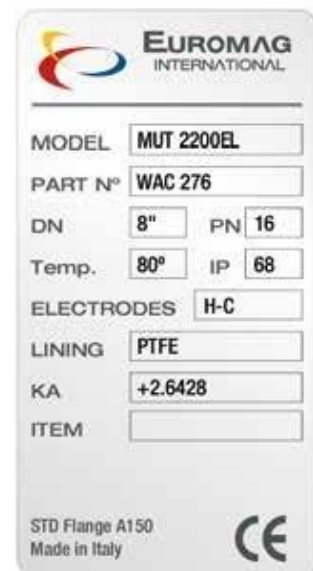 EUROMAG
INTERNATIONAL
MODEL MUT 2200EL
PART Nº WAC 276
DN 8" PN 16
Temp. 80º IP 68
ELECTRODES H-C
LINING PTFE
KA +2.6428
ITEM
STD Flange A150
Made in Italy CE